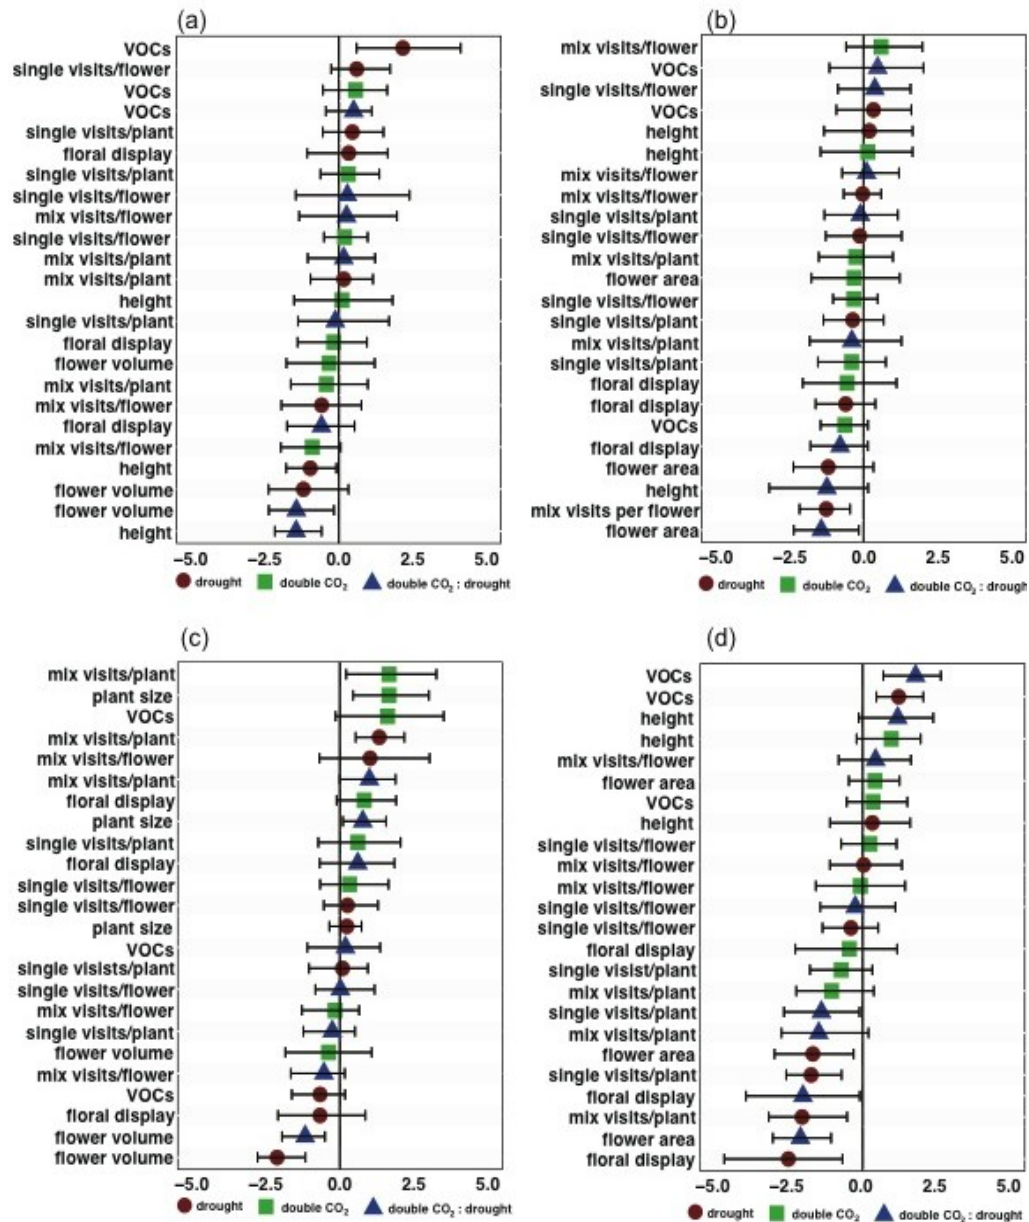 (a)
VOCs
single visits/flower
VOCs
VOCs
single visits/plant
floral display
single visits/plant
single visits/flower
mix visits/flower
single visits/flower
mix visits/plant
mix visits/plant
height
single visits/plant
floral display
flower volume
mix visits/plant
mix visits/flower
floral display
mix visits/flower
height
flower volume
flower volume
height
−5.0 −2.5 0.0 2.5 5.0
drought double CO₂ double CO₂ : drought
(b)
mix visits/flower
VOCs
single visits/flower
VOCs
height
height
mix visits/flower
mix visits/flower
single visits/plant
single visits/flower
mix visits/plant
flower area
single visits/flower
single visits/plant
mix visits/plant
single visits/plant
floral display
floral display
VOCs
floral display
flower area
height
mix visits per flower
flower area
−5.0 −2.5 0.0 2.5 5.0
drought double CO₂ double CO₂ : drought
(c)
mix visits/plant
plant size
VOCs
mix visits/plant
mix visits/flower
mix visits/plant
floral display
plant size
single visits/plant
floral display
single visits/flower
single visits/flower
plant size
VOCs
single visists/plant
single visits/flower
mix visits/flower
single visits/plant
flower volume
mix visits/flower
VOCs
floral display
flower volume
flower volume
−5.0 −2.5 0.0 2.5 5.0
drought double CO₂ double CO₂ : drought
(d)
VOCs
VOCs
height
height
mix visits/flower
flower area
VOCs
height
single visits/flower
mix visits/flower
mix visits/flower
single visits/flower
single visits/flower
floral display
single visist/plant
mix visits/plant
single visits/plant
mix visits/plant
flower area
single visits/plant
floral display
mix visits/plant
flower area
floral display
−5.0 −2.5 0.0 2.5 5.0
drought double CO₂ double CO₂ : drought